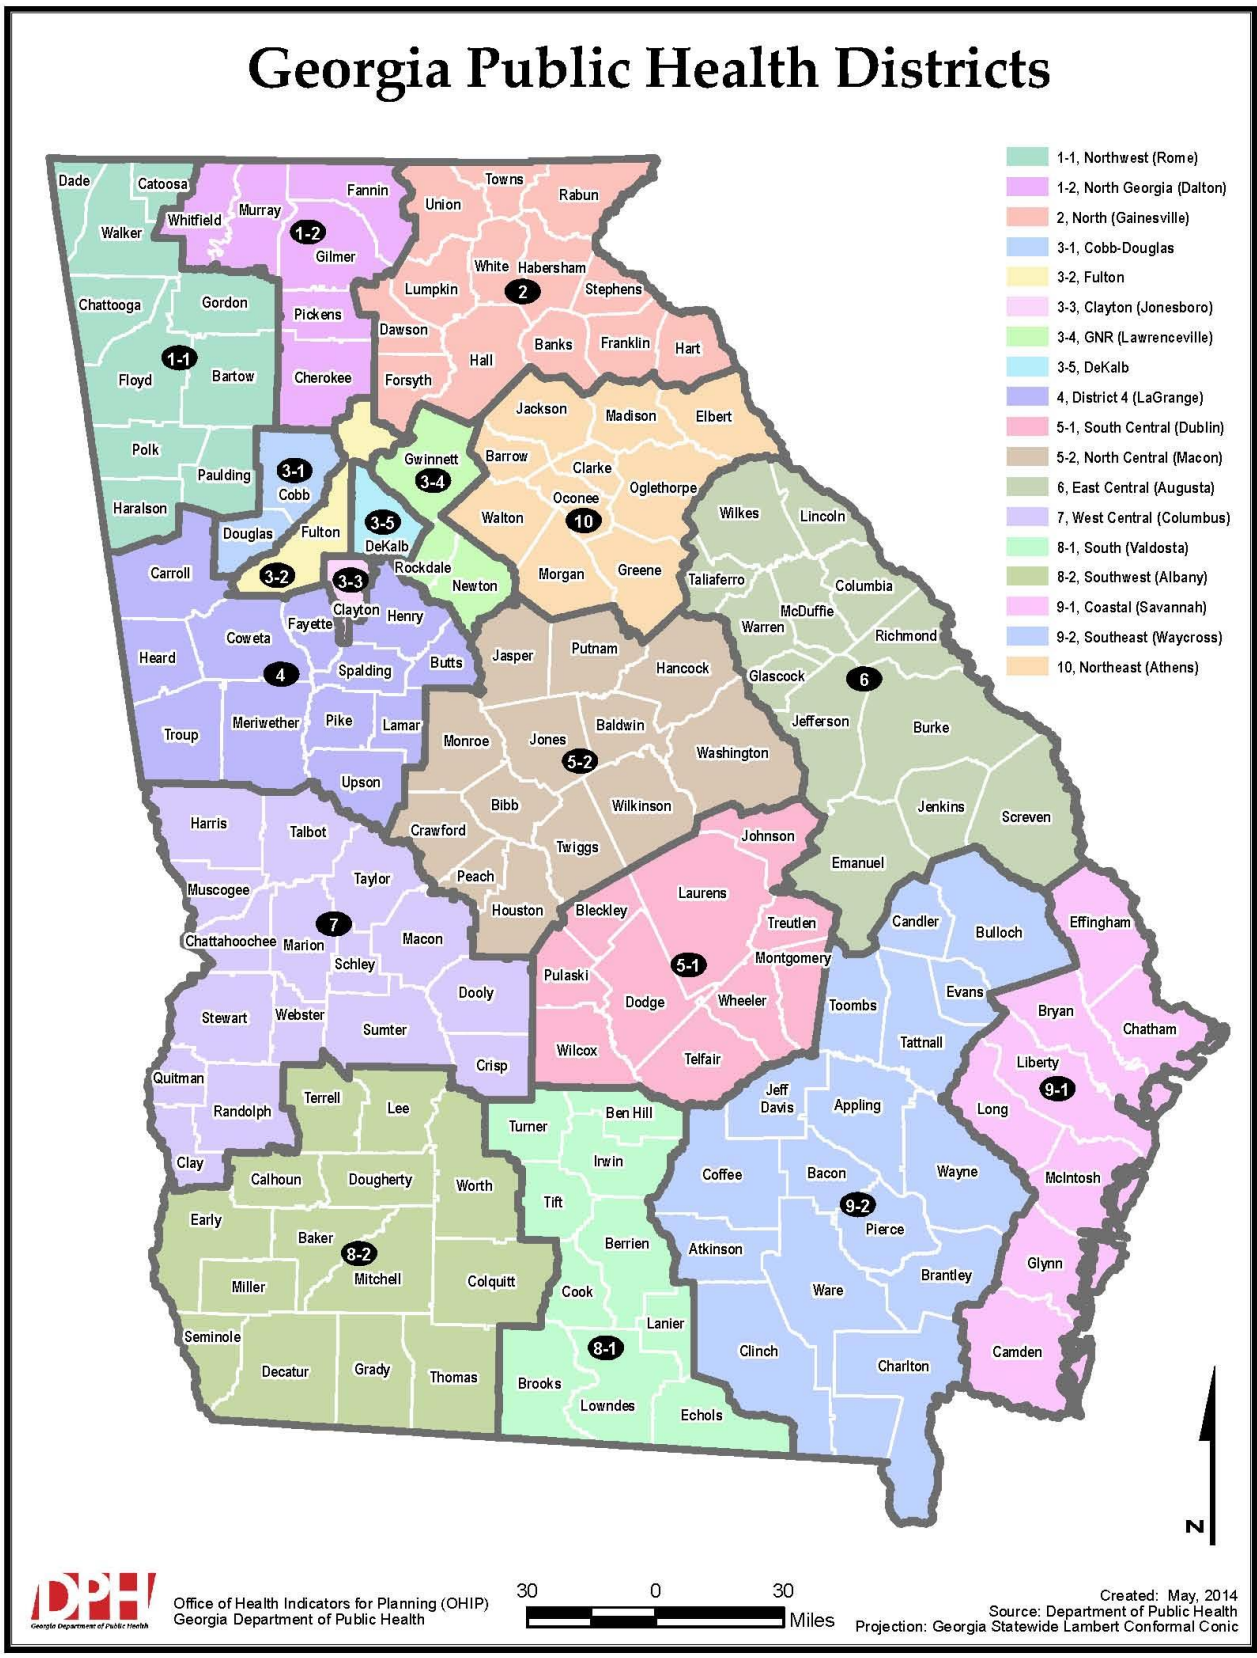 Georgia Public Health Districts
1-1, Northwest (Rome)
1-2, North Georgia (Dalton)
2, North (Gainesville)
3-1, Cobb-Douglas
3-2, Fulton
3-3, Clayton (Jonesboro)
3-4, GNR (Lawrenceville)
3-5, DeKalb
4, District 4 (LaGrange)
5-1, South Central (Dublin)
5-2, North Central (Macon)
6, East Central (Augusta)
7, West Central (Columbus)
8-1, South (Valdosta)
8-2, Southwest (Albany)
9-1, Coastal (Savannah)
9-2, Southeast (Waycross)
10, Northeast (Athens)
Dade
Catoosa
Walker
Chattooga
Gordon
1-1
Floyd
Bartow
Polk
Paulding
Haralson
Whitfield
Murray
Fannin
1-2
Gilmer
Pickens
Cherokee
Towns
Union
Rabun
White
Habersham
Lumpkin
2
Stephens
Dawson
Hall
Banks
Franklin
Hart
Forsyth
3-1
Cobb
Douglas
Fulton
3-2
3-3
Clayton
Gwinnett
3-4
Rockdale
Newton
3-5
DeKalb
Jackson
Madison
Elbert
Barrow
Clarke
Oconee
Oglethorpe
Walton
10
Morgan
Greene
Carroll
Fayette
Henry
Coweta
Heard
4
Spalding
Butts
Troup
Meriwether
Pike
Lamar
Upson
Jasper
Putnam
Hancock
Monroe
Jones
Baldwin
5-2
Washington
Bibb
Wilkinson
Crawford
Twiggs
Peach
Houston
Wilkes
Lincoln
Taliaferro
Columbia
McDuffie
Warren
Richmond
Glascock
6
Jefferson
Burke
Jenkins
Screven
Emanuel
Johnson
Laurens
Bleckley
Treutlen
Montgomery
5-1
Pulaski
Dodge
Wheeler
Wilcox
Telfair
Harris
Talbot
Muscogee
Taylor
7
Chattahoochee
Marion
Macon
Schley
Dooly
Stewart
Webster
Sumter
Crisp
Quitman
Randolph
Clay
Terrell
Lee
Calhoun
Dougherty
Worth
Early
Baker
8-2
Mitchell
Miller
Colquitt
Seminole
Decatur
Grady
Thomas
Turner
Ben Hill
Irwin
Tift
Berrien
Cook
Lanier
8-1
Brooks
Lowndes
Echols
Candler
Bulloch
Evans
Toombs
Tattnall
Jeff
Davis
Appling
Coffee
Bacon
Wayne
9-2
Pierce
Atkinson
Ware
Brantley
Clinch
Charlton
Effingham
Bryan
Chatham
Liberty
9-1
Long
McIntosh
Glynn
Camden
N
DPH
Georgia Department of Public Health
Office of Health Indicators for Planning (OHIP)
Georgia Department of Public Health
30 0 30
Miles
Created: May, 2014
Source: Department of Public Health
Projection: Georgia Statewide Lambert Conformal Conic